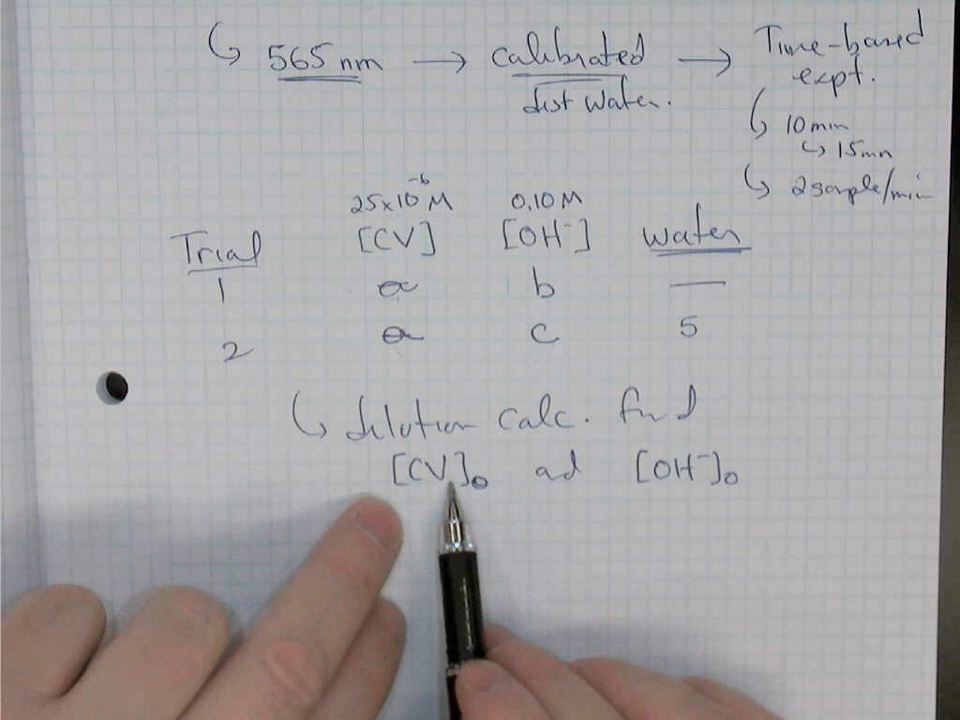 ↳ 565 nm → calibrated → Time-based
dist water. expt.
↳ 10 min
↳ 15 min
↳ 2 sample/min
25x10⁻⁶ M 0.10 M
Trial [CV] [OH⁻] water
1 a b —
2 a c 5
↳ dilution calc. find
[CV]₀ ad [OH⁻]₀